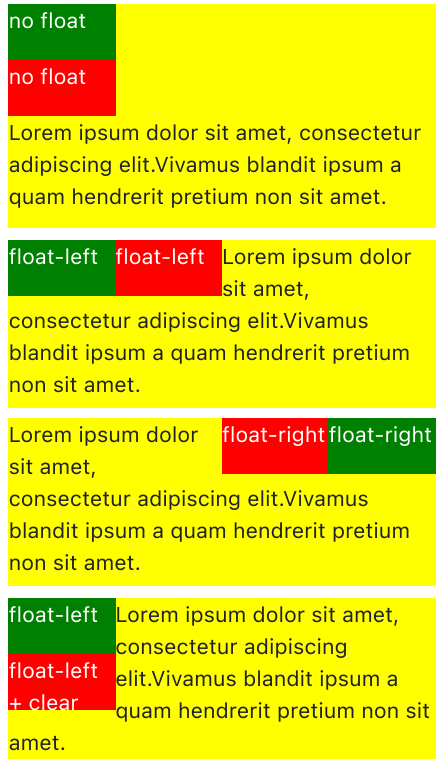 no float
no float
Lorem ipsum dolor sit amet, consectetur
adipiscing elit.Vivamus blandit ipsum a
quam hendrerit pretium non sit amet.
float-left float-left Lorem ipsum dolor
sit amet,
consectetur adipiscing elit.Vivamus
blandit ipsum a quam hendrerit pretium
non sit amet.
Lorem ipsum dolor float-right float-right
sit amet,
consectetur adipiscing elit.Vivamus
blandit ipsum a quam hendrerit pretium
non sit amet.
float-left Lorem ipsum dolor sit amet,
consectetur adipiscing
float-left elit.Vivamus blandit ipsum a
+ clear quam hendrerit pretium non sit
amet.